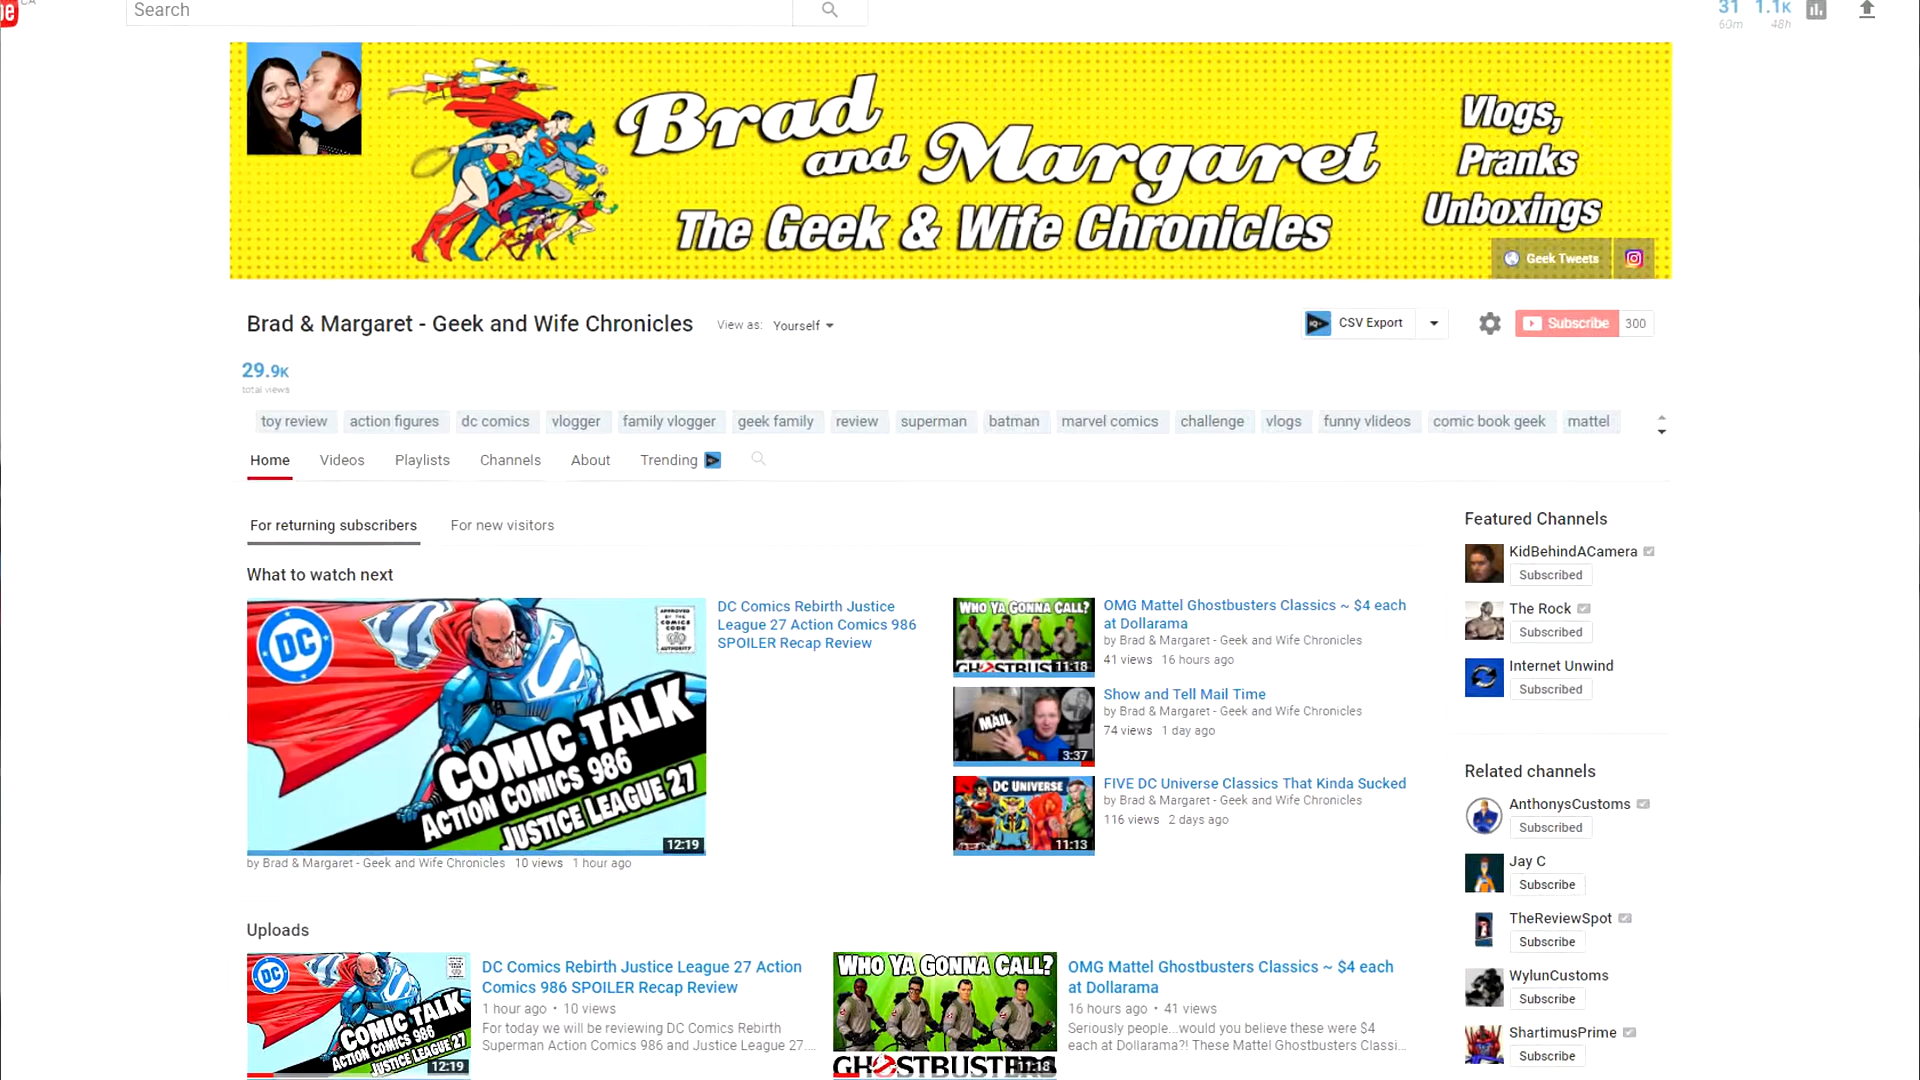 CA
Search
31 1.1K
60m 48h
Brad
and Margaret
The Geek & Wife Chronicles
Vlogs,
Pranks
Unboxings
Geek Tweets
Brad & Margaret - Geek and Wife Chronicles
View as: Yourself
CSV Export
Subscribe 300
29.9K
total views
toy review action figures dc comics vlogger family vlogger geek family review superman batman marvel comics challenge vlogs funny vlideos comic book geek mattel
Home Videos Playlists Channels About Trending
For returning subscribers For new visitors
What to watch next
DC
APPROVED
BY THE
COMICS
CODE
AUTHORITY
COMIC TALK
ACTION COMICS 986
JUSTICE LEAGUE 27
12:19
by Brad & Margaret - Geek and Wife Chronicles 10 views 1 hour ago
DC Comics Rebirth Justice
League 27 Action Comics 986
SPOILER Recap Review
WHO YA GONNA CALL?
11:18
OMG Mattel Ghostbusters Classics ~ $4 each
at Dollarama
by Brad & Margaret - Geek and Wife Chronicles
41 views 16 hours ago
MAIL
3:37
Show and Tell Mail Time
by Brad & Margaret - Geek and Wife Chronicles
74 views 1 day ago
DC UNIVERSE
11:13
FIVE DC Universe Classics That Kinda Sucked
by Brad & Margaret - Geek and Wife Chronicles
116 views 2 days ago
Uploads
DC
COMIC TALK
ACTION COMICS 986
JUSTICE LEAGUE 27
12:19
DC Comics Rebirth Justice League 27 Action
Comics 986 SPOILER Recap Review
1 hour ago • 10 views
For today we will be reviewing DC Comics Rebirth
Superman Action Comics 986 and Justice League 27....
WHO YA GONNA CALL?
GHOSTBUSTERS
11:18
OMG Mattel Ghostbusters Classics ~ $4 each
at Dollarama
16 hours ago • 41 views
Seriously people...would you believe these were $4
each at Dollarama?! These Mattel Ghostbusters Classi...
Featured Channels
KidBehindACamera
Subscribed
The Rock
Subscribed
Internet Unwind
Subscribed
Related channels
AnthonysCustoms
Subscribed
Jay C
Subscribe
TheReviewSpot
Subscribe
WylunCustoms
Subscribe
ShartimusPrime
Subscribe